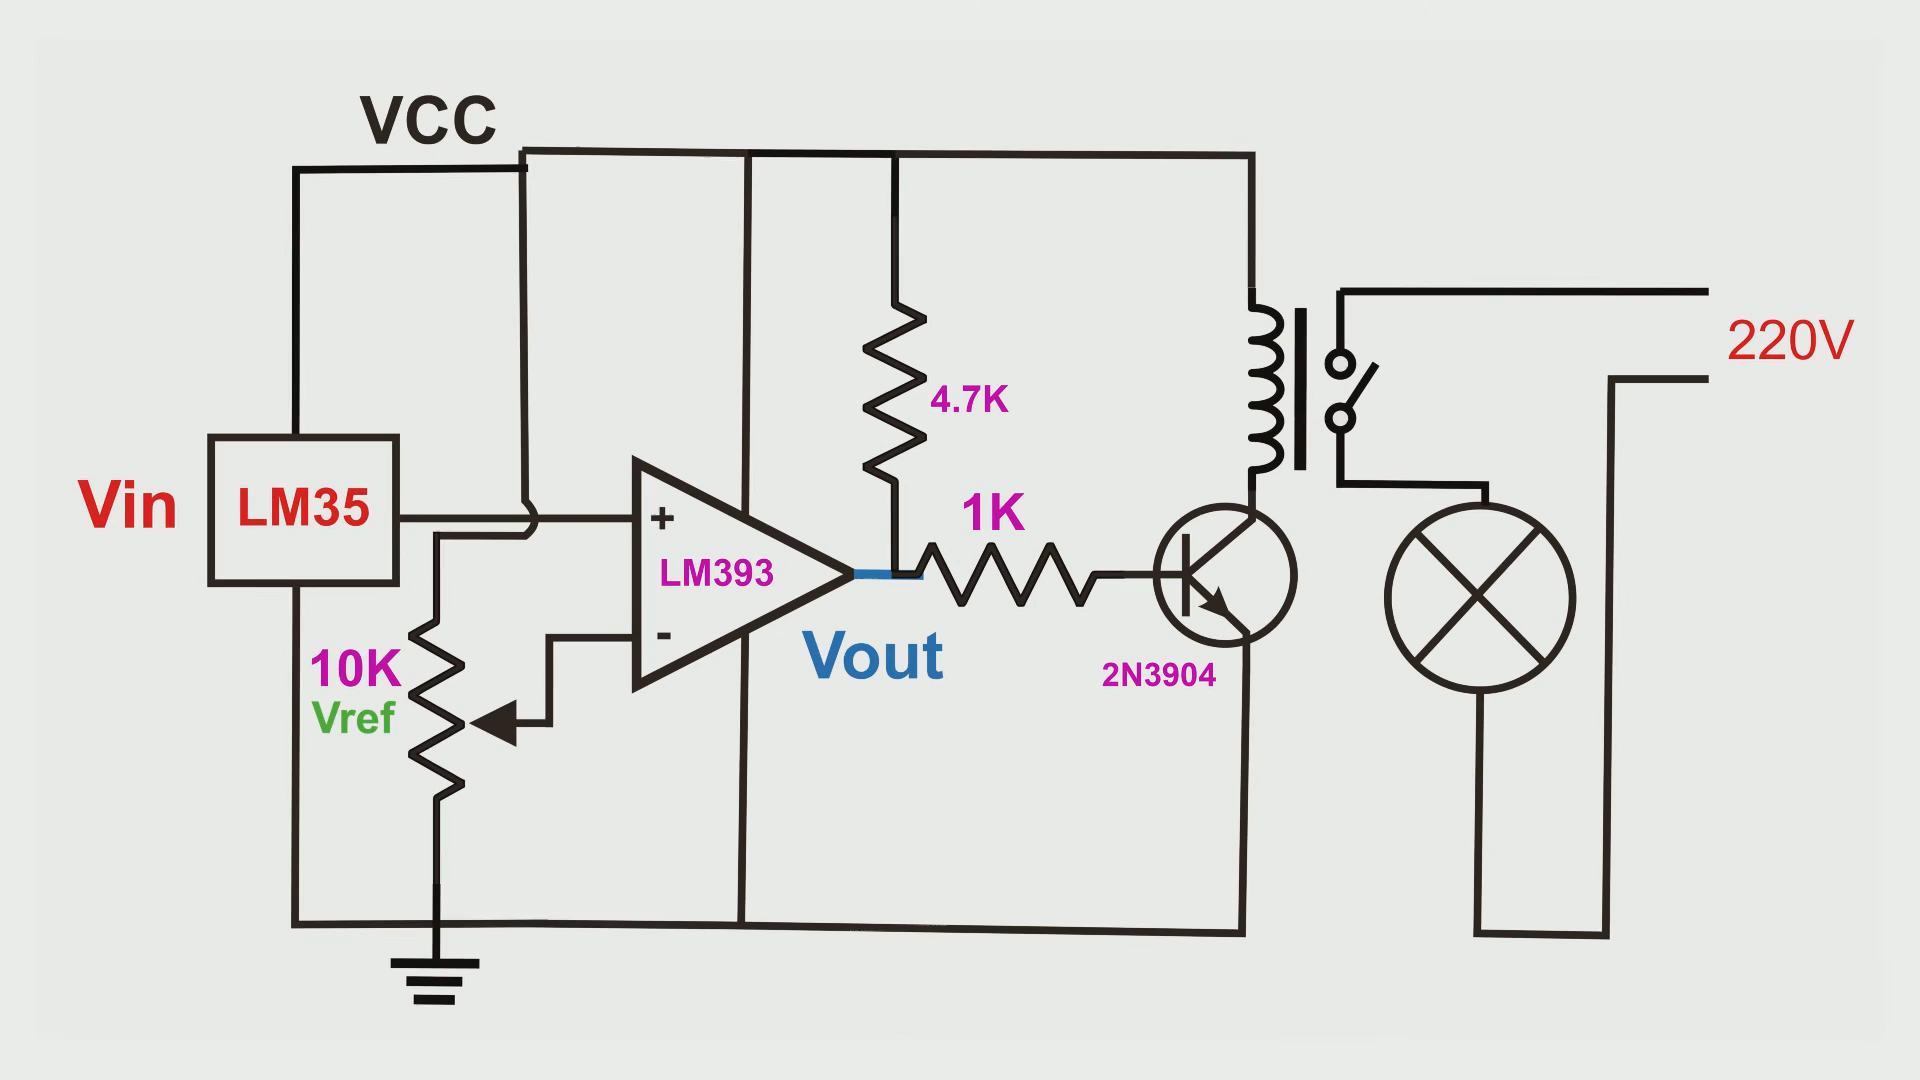 VCC
220V
4.7K
Vin
LM35
1K
+
LM393
-
10K
Vref
Vout
2N3904